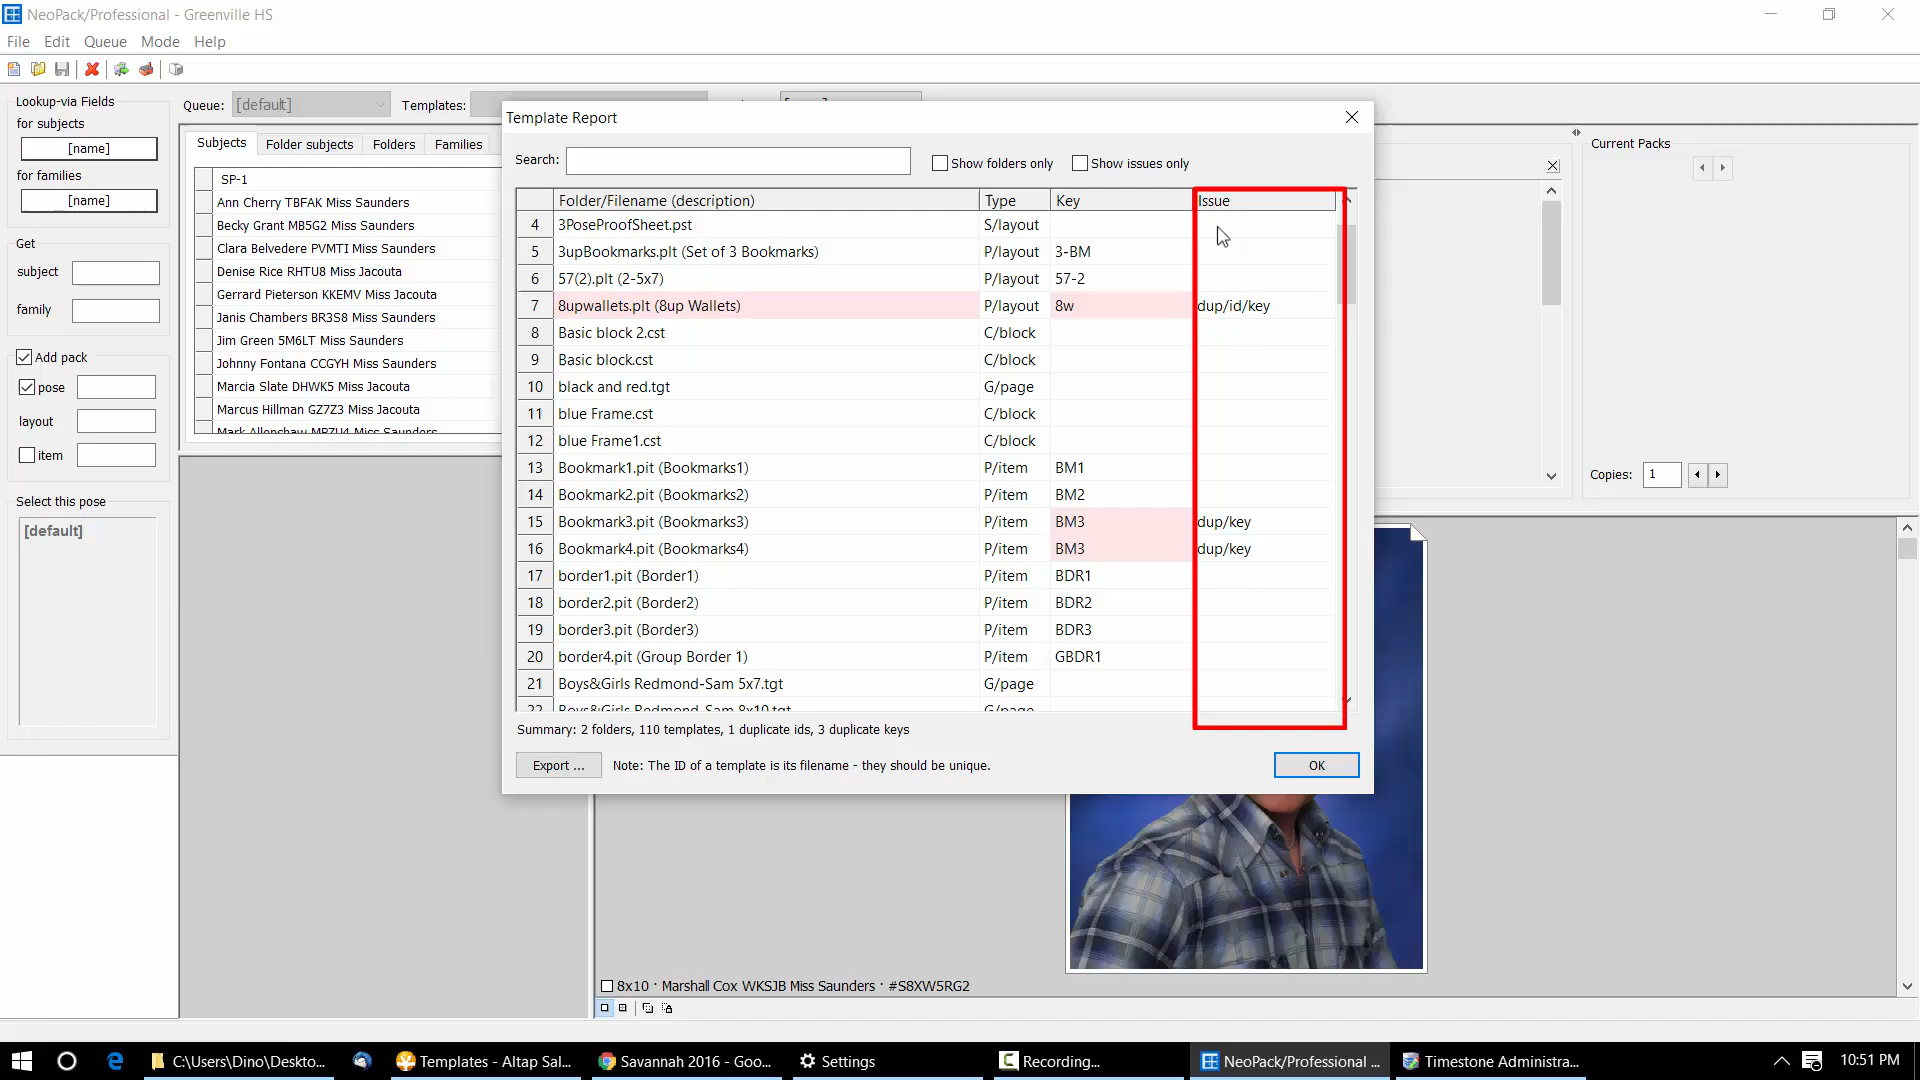 NeoPack/Professional - Greenville HS
File Edit Queue Mode Help
Lookup-via Fields
for subjects
[name]
for families
[name]
Get
subject
family
Add pack
pose
layout
item
Select this pose
[default]
Queue: [default] Templates:
Subjects Folder subjects Folders Families
SP-1
Ann Cherry TBFAK Miss Saunders
Becky Grant MB5G2 Miss Saunders
Clara Belvedere PVMTI Miss Saunders
Denise Rice RHTU8 Miss Jacouta
Gerrard Pieterson KKEMV Miss Jacouta
Janis Chambers BR3S8 Miss Jacouta
Jim Green 5M6LT Miss Saunders
Johnny Fontana CCGYH Miss Saunders
Marcia Slate DHWK5 Miss Jacouta
Marcus Hillman GZ7Z3 Miss Jacouta
Template Report
Search: Show folders only Show issues only
Folder/Filename (description) Type Key Issue
4 3PoseProofSheet.pst S/layout
5 3upBookmarks.plt (Set of 3 Bookmarks) P/layout 3-BM
6 57(2).plt (2-5x7) P/layout 57-2
7 8upwallets.plt (8up Wallets) P/layout 8w dup/id/key
8 Basic block 2.cst C/block
9 Basic block.cst C/block
10 black and red.tgt G/page
11 blue Frame.cst C/block
12 blue Frame1.cst C/block
13 Bookmark1.pit (Bookmarks1) P/item BM1
14 Bookmark2.pit (Bookmarks2) P/item BM2
15 Bookmark3.pit (Bookmarks3) P/item BM3 dup/key
16 Bookmark4.pit (Bookmarks4) P/item BM3 dup/key
17 border1.pit (Border1) P/item BDR1
18 border2.pit (Border2) P/item BDR2
19 border3.pit (Border3) P/item BDR3
20 border4.pit (Group Border 1) P/item GBDR1
21 Boys&Girls Redmond-Sam 5x7.tgt G/page
22 Boys&Girls Redmond-Sam 8x10.tgt G/page
Summary: 2 folders, 110 templates, 1 duplicate ids, 3 duplicate keys
Export ... Note: The ID of a template is its filename - they should be unique. OK
Current Packs
Copies: 1
8x10 · Marshall Cox WKSJB Miss Saunders · #S8XW5RG2
C:\Users\Dino\Deskto... Templates - Altap Sal... Savannah 2016 - Goo... Settings Recording... NeoPack/Professional ... Timestone Administra... 10:51 PM